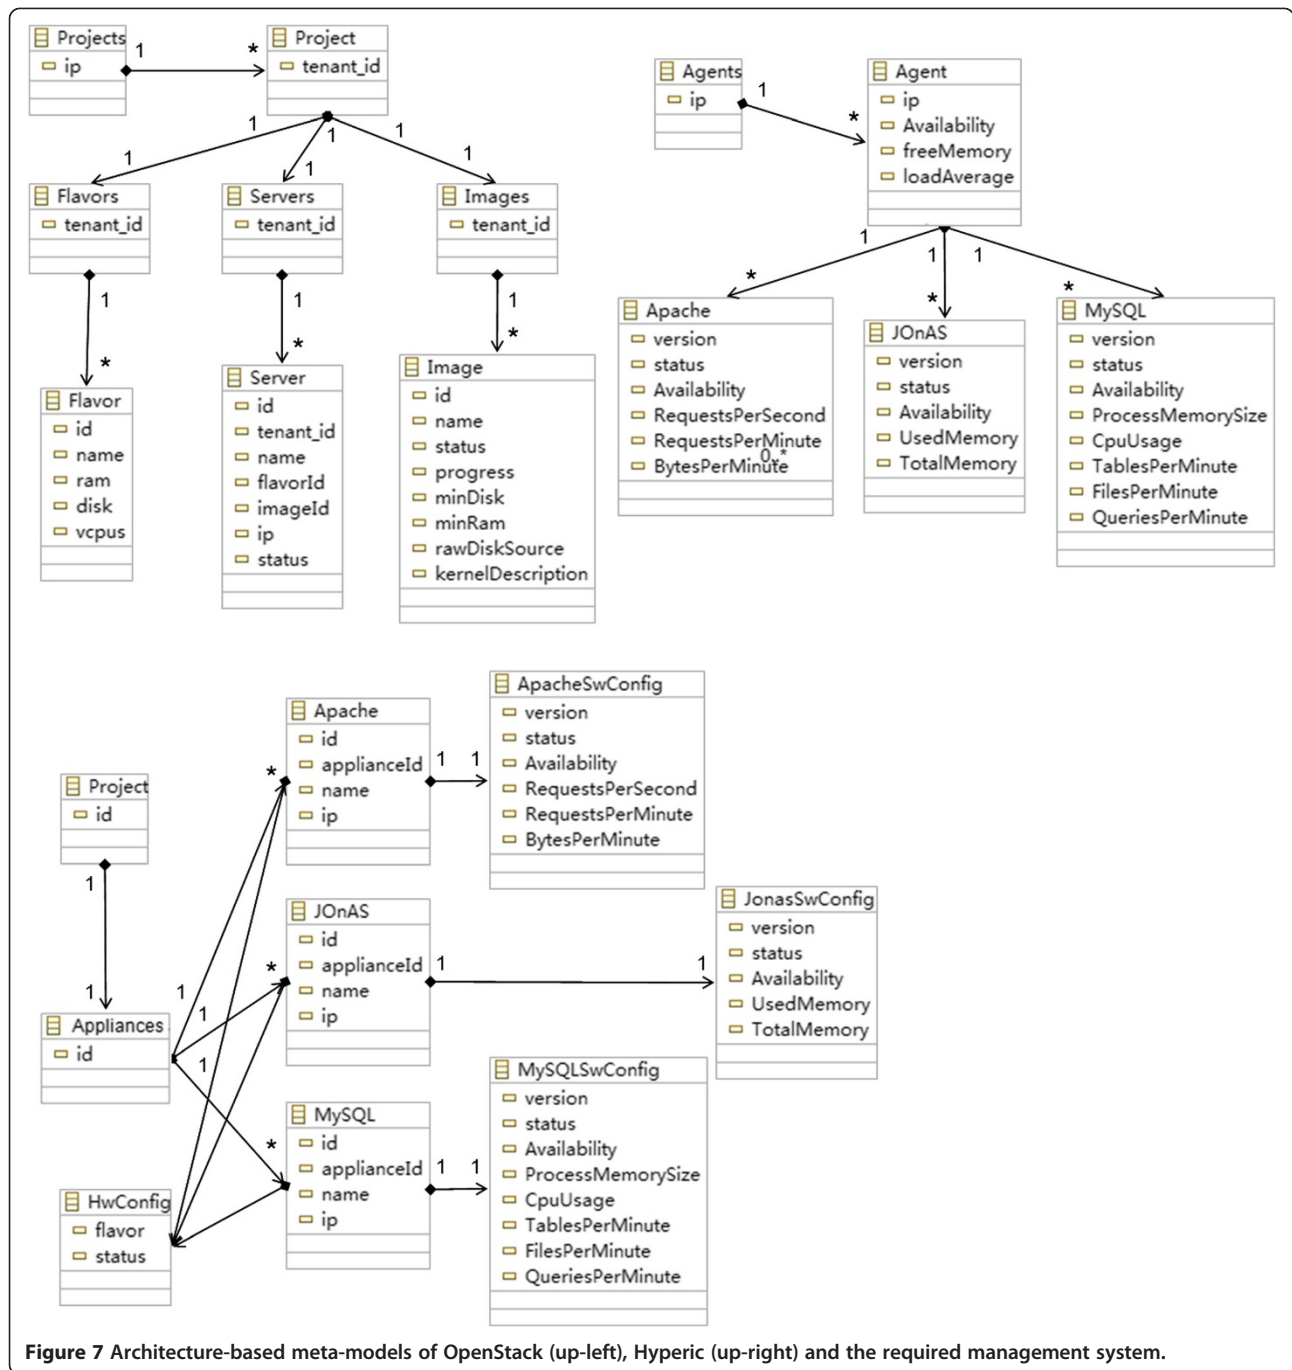 Projects
ip
1
*
Project
tenant_id
1
1
1
1
1
1
Flavors
tenant_id
1
*
Flavor
id
name
ram
disk
vcpus
Servers
tenant_id
1
*
Server
id
tenant_id
name
flavorId
imageId
ip
status
Images
tenant_id
1
*
Image
id
name
status
progress
minDisk
minRam
rawDiskSource
kernelDescription
Agents
ip
1
*
Agent
ip
Availability
freeMemory
loadAverage
1
1
1
*
*
*
Apache
version
status
Availability
RequestsPerSecond
RequestsPerMinute
0..*
BytesPerMinute
JOnAS
version
status
Availability
UsedMemory
TotalMemory
MySQL
version
status
Availability
ProcessMemorySize
CpuUsage
TablesPerMinute
FilesPerMinute
QueriesPerMinute
Project
id
1
1
Appliances
id
1
1
1
*
*
*
HwConfig
flavor
status
Apache
id
applianceId
name
ip
1
1
ApacheSwConfig
version
status
Availability
RequestsPerSecond
RequestsPerMinute
BytesPerMinute
JOnAS
id
applianceId
name
ip
1
1
JonasSwConfig
version
status
Availability
UsedMemory
TotalMemory
MySQL
id
applianceId
name
ip
1
1
MySQLSwConfig
version
status
Availability
ProcessMemorySize
CpuUsage
TablesPerMinute
FilesPerMinute
QueriesPerMinute
Figure 7 Architecture-based meta-models of OpenStack (up-left), Hyperic (up-right) and the required management system.